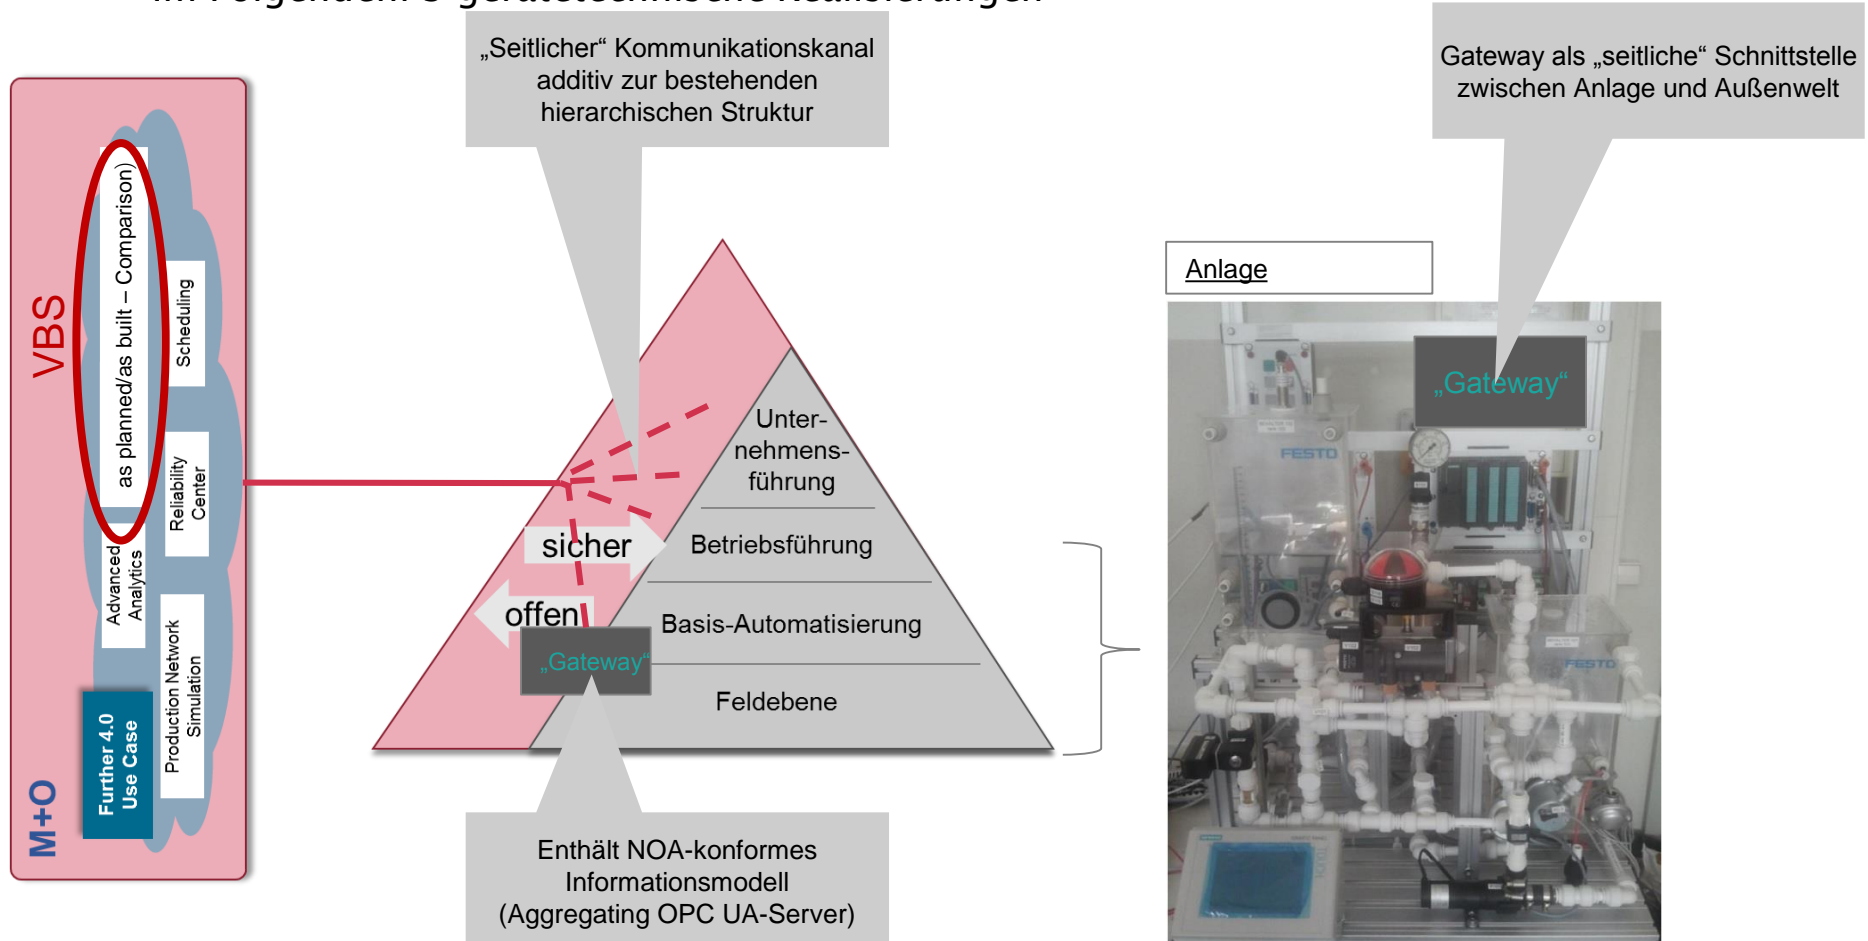 „Seitlicher“ Kommunikationskanal
additiv zur bestehenden
hierarchischen Struktur
Gateway als „seitliche“ Schnittstelle
zwischen Anlage und Außenwelt
VBS
M+O
as planned/as built – Comparison)
Scheduling
Reliability
Center
Advanced
Analytics
Production Network
Simulation
Further 4.0
Use Case
Unter-
nehmens-
führung
sicher
Betriebsführung
offen
Basis-Automatisierung
„Gateway“
Feldebene
Enthält NOA-konformes
Informationsmodell
(Aggregating OPC UA-Server)
Anlage
„Gateway“
FESTO
FESTO